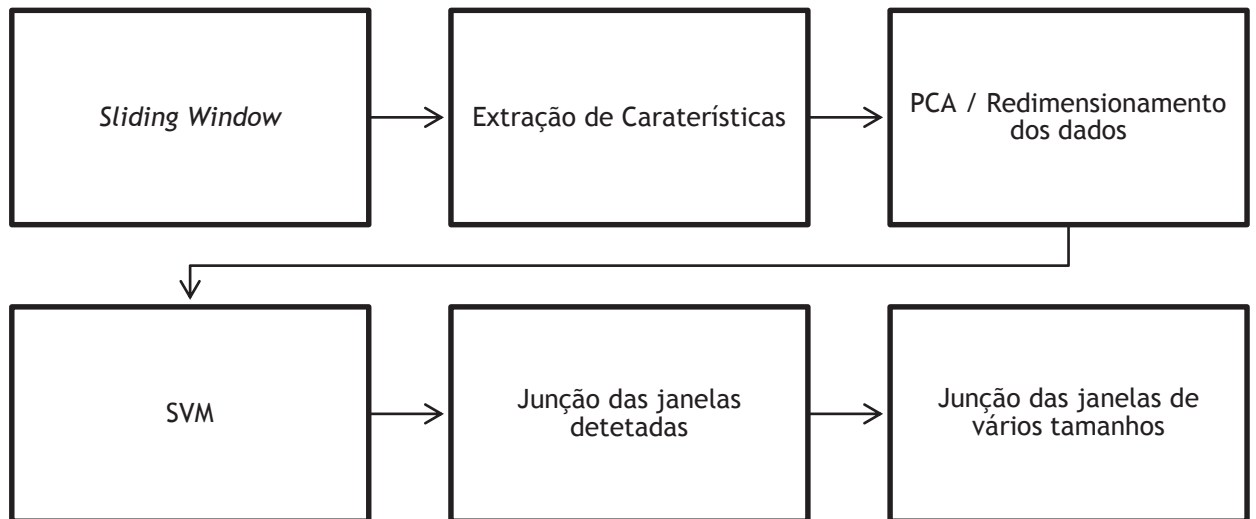 Sliding Window
Extração de Caraterísticas
PCA / Redimensionamento
dos dados
SVM
Junção das janelas
detetadas
Junção das janelas de
vários tamanhos